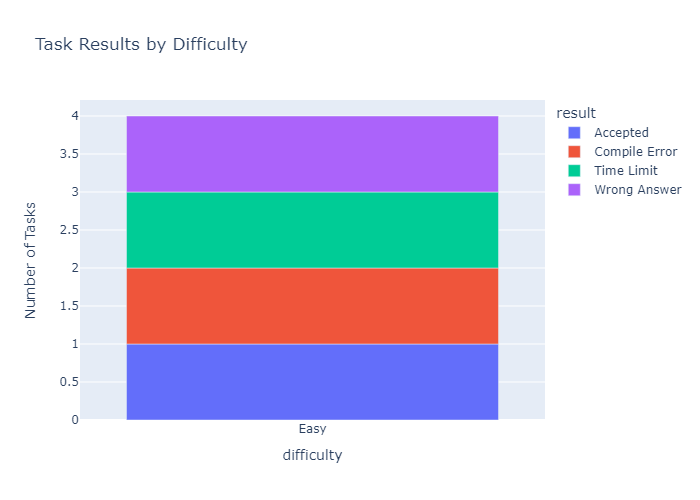 Task Results by Difficulty
result
Accepted
Compile Error
Time Limit
Wrong Answer
Number of Tasks
4
3.5
3
2.5
2
1.5
1
0.5
0
Easy
difficulty